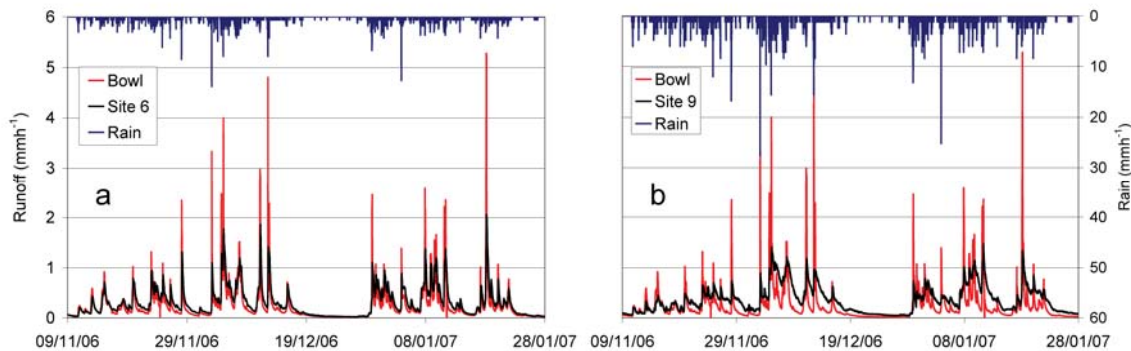 6
5
4
3
2
1
0
Runoff (mmh-1)
Bowl
Site 6
Rain
a
09/11/06 29/11/06 19/12/06 08/01/07 28/01/07
Bowl
Site 9
Rain
b
0
10
20
30
40
50
60
Rain (mmh-1)
09/11/06 29/11/06 19/12/06 08/01/07 28/01/07